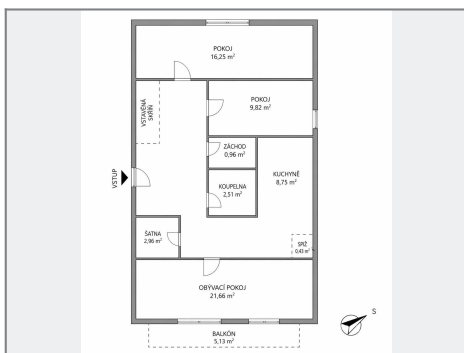 POKOJ
16,25 m²
POKOJ
9,82 m²
VSTAVĚNÁ
SKŘÍŇ
ZÁCHOD
0,96 m²
KUCHYNĚ
8,75 m²
VSTUP
KOUPELNA
2,51 m²
ŠATNA
2,96 m²
SPÍŽ
0,43 m²
OBÝVACÍ POKOJ
21,66 m²
S
BALKÓN
5,13 m²